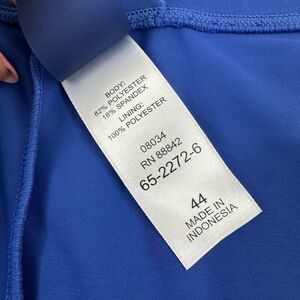 BODY:
82% POLYESTER
18% SPANDEX
LINING:
100% POLYESTER
08034
RN 88842
65-2272-6
44
MADE IN
INDONESIA